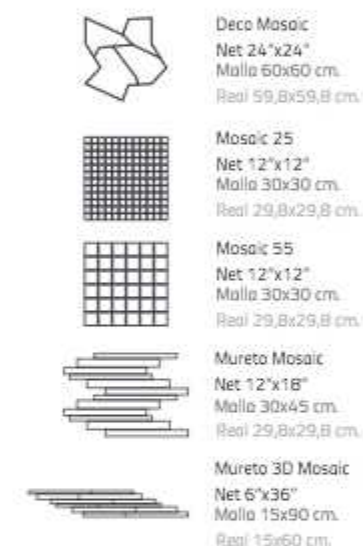 Deco Mosaic
Net 24"x24"
Malla 60x60 cm.
Real 59,8x59,8 cm.
Mosaic 25
Net 12"x12"
Malla 30x30 cm.
Real 29,8x29,8 cm.
Mosaic 55
Net 12"x12"
Malla 30x30 cm.
Real 29,8x29,8 cm.
Mureto Mosaic
Net 12"x18"
Malla 30x45 cm.
Real 29,8x29,8 cm.
Mureto 3D Mosaic
Net 6"x36"
Malla 15x90 cm.
Real 15x60 cm.